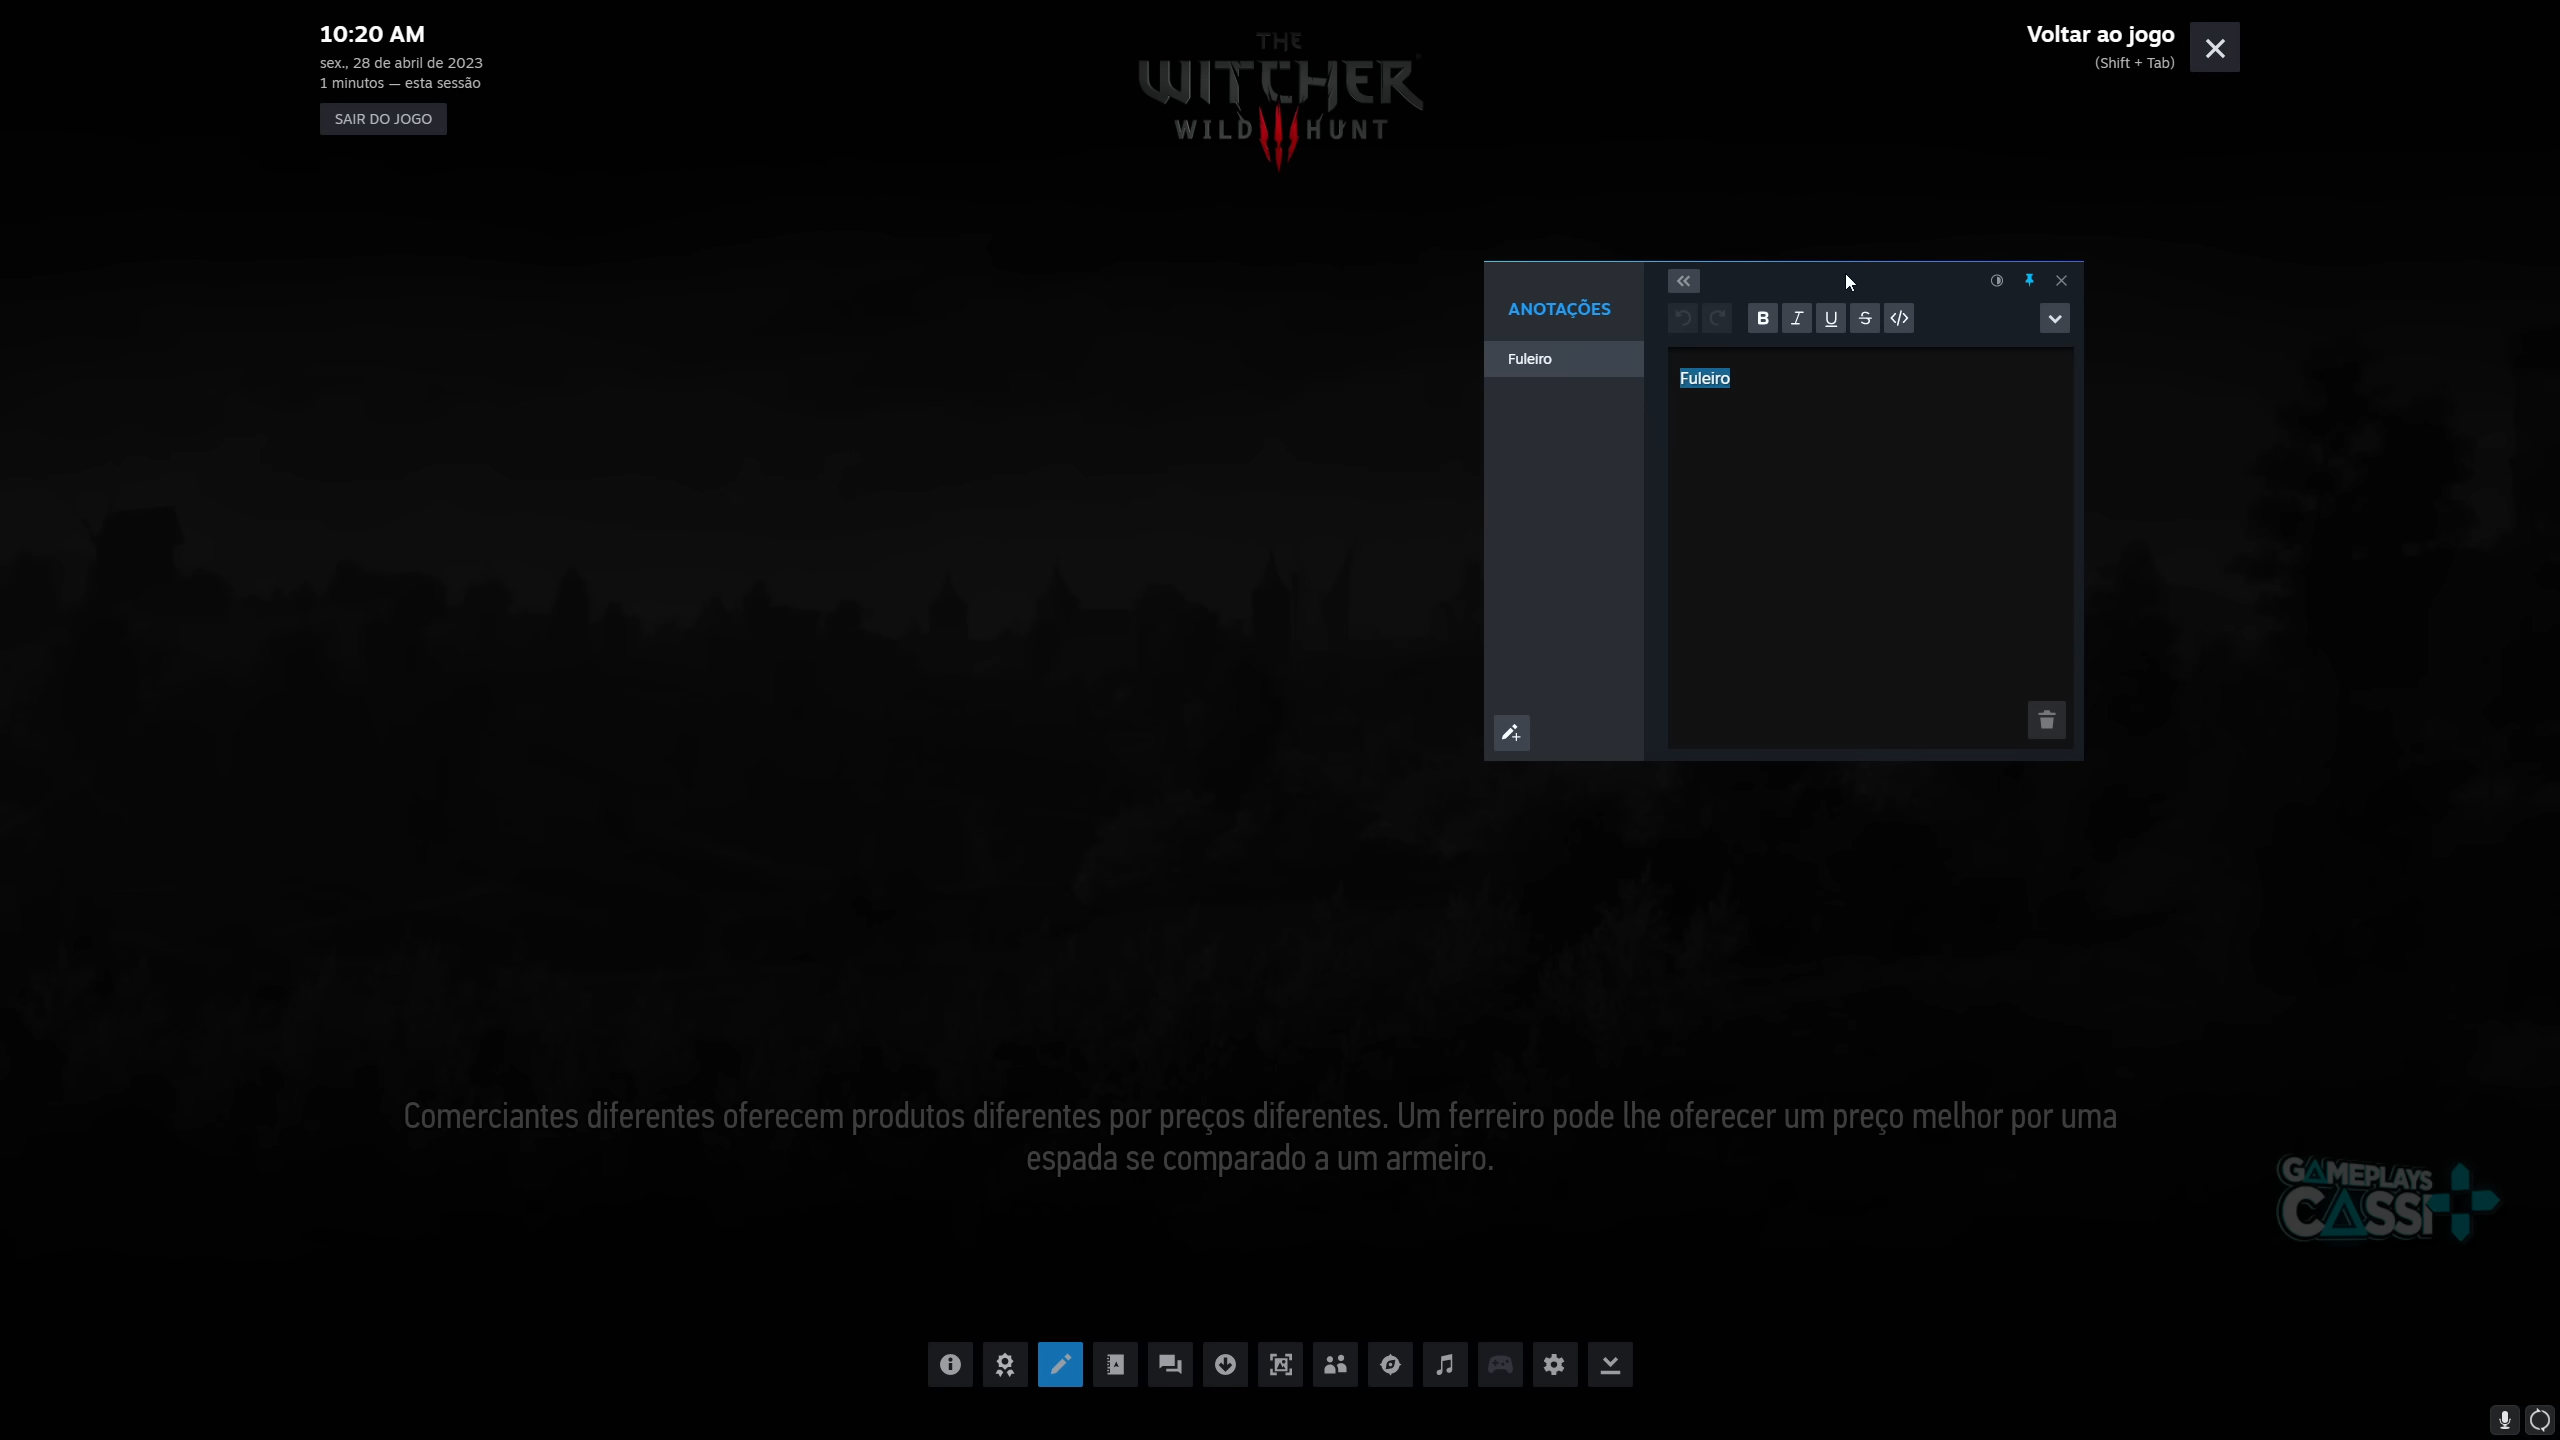 10:20 AM
sex., 28 de abril de 2023
1 minutos — esta sessão
SAIR DO JOGO
THE
WITCHER
WILD HUNT
Voltar ao jogo
(Shift + Tab)
ANOTAÇÕES
Fuleiro
B I U S </>
Fuleiro
Comerciantes diferentes oferecem produtos diferentes por preços diferentes. Um ferreiro pode lhe oferecer um preço melhor por uma
espada se comparado a um armeiro.
GAMEPLAYS
CASSI